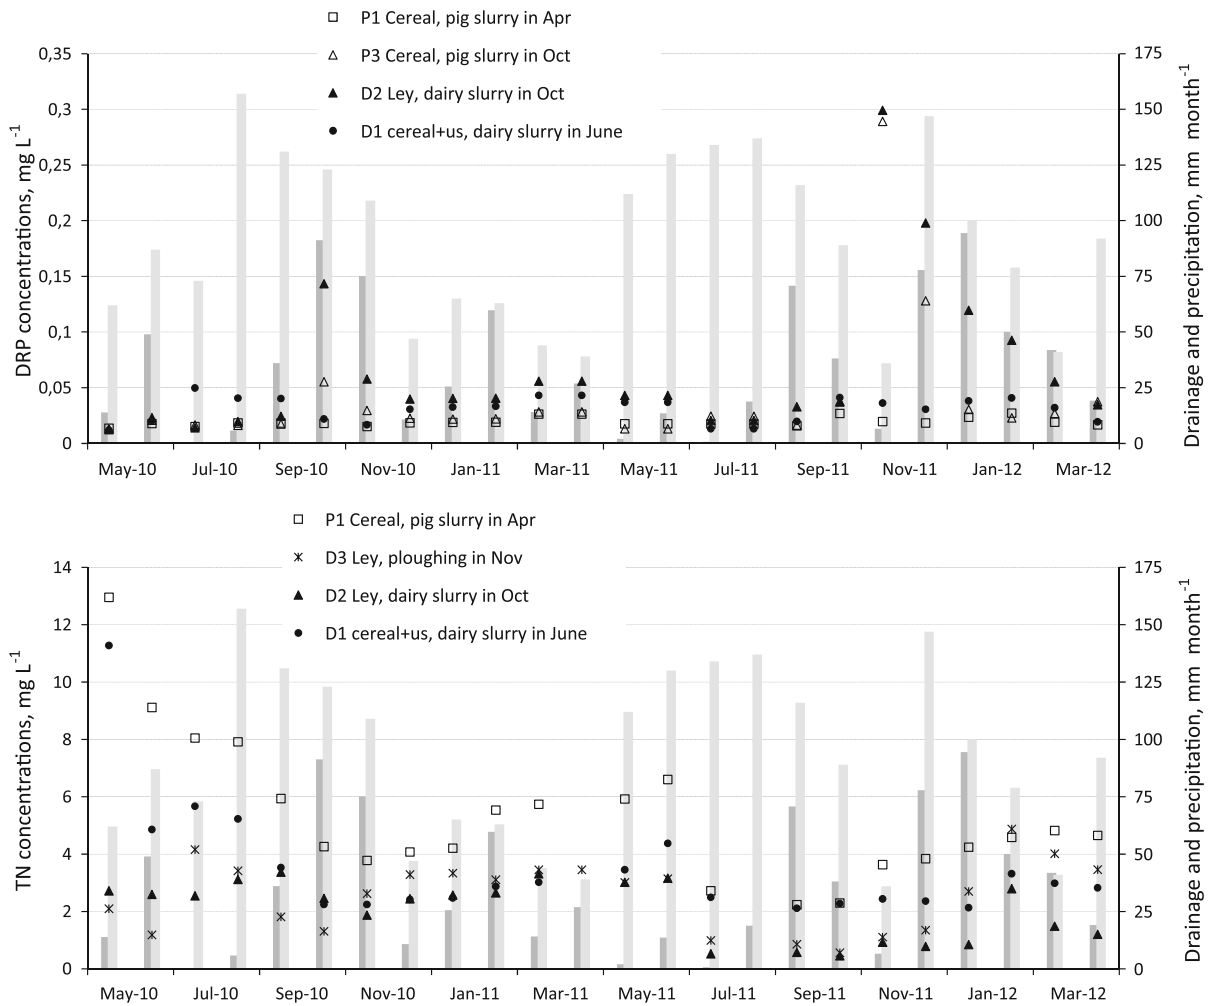 P1 Cereal, pig slurry in Apr
P3 Cereal, pig slurry in Oct
D2 Ley, dairy slurry in Oct
D1 cereal+us, dairy slurry in June
DRP concentrations, mg L-1
0,35
0,3
0,25
0,2
0,15
0,1
0,05
0
175
150
125
100
75
50
25
0
Drainage and precipitation, mm month-1
May-10 Jul-10 Sep-10 Nov-10 Jan-11 Mar-11 May-11 Jul-11 Sep-11 Nov-11 Jan-12 Mar-12
P1 Cereal, pig slurry in Apr
D3 Ley, ploughing in Nov
D2 Ley, dairy slurry in Oct
D1 cereal+us, dairy slurry in June
TN concentrations, mg L-1
14
12
10
8
6
4
2
0
175
150
125
100
75
50
25
0
Drainage and precipitation, mm month-1
May-10 Jul-10 Sep-10 Nov-10 Jan-11 Mar-11 May-11 Jul-11 Sep-11 Nov-11 Jan-12 Mar-12